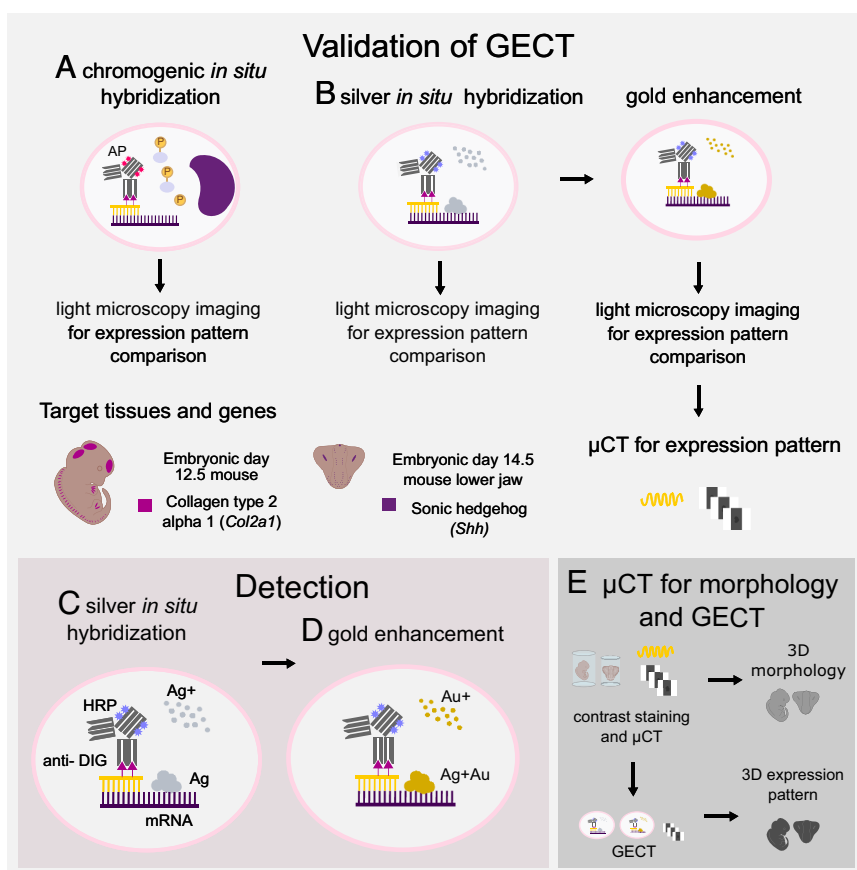 Validation of GECT
A chromogenic in situ
hybridization
B silver in situ hybridization
gold enhancement
AP
P
P
P
light microscopy imaging
for expression pattern
comparison
light microscopy imaging
for expression pattern
comparison
light microscopy imaging
for expression pattern
comparison
Target tissues and genes
Embryonic day
12.5 mouse
Collagen type 2
alpha 1 (Col2a1)
Embryonic day 14.5
mouse lower jaw
Sonic hedgehog
(Shh)
µCT for expression pattern
Detection
C silver in situ
hybridization
D gold enhancement
HRP
Ag+
anti- DIG
Ag
mRNA
Au+
Ag+Au
E µCT for morphology
and GECT
contrast staining
and µCT
3D
morphology
GECT
3D expression
pattern